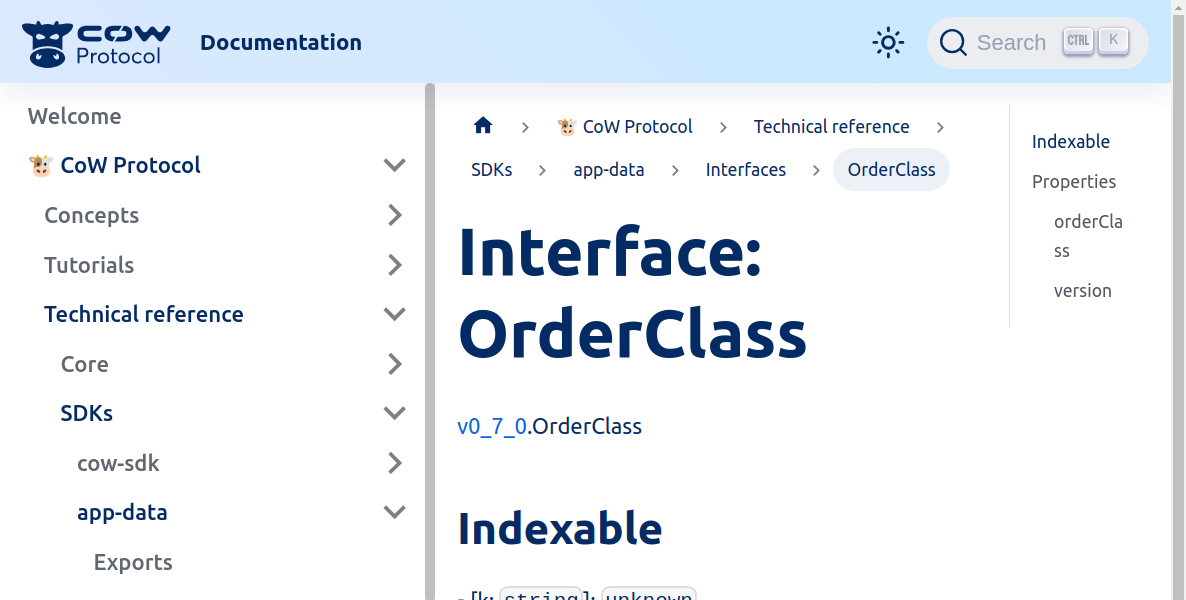 COW Protocol
Documentation
Search CTRL K
Welcome
🐮 CoW Protocol
Concepts
Tutorials
Technical reference
Core
SDKs
cow-sdk
app-data
Exports
🐮 CoW Protocol > Technical reference >
SDKs > app-data > Interfaces > OrderClass
Interface:
OrderClass
v0_7_0.OrderClass
Indexable
▪ [k: string]: unknown
Indexable
Properties
orderCla
ss
version